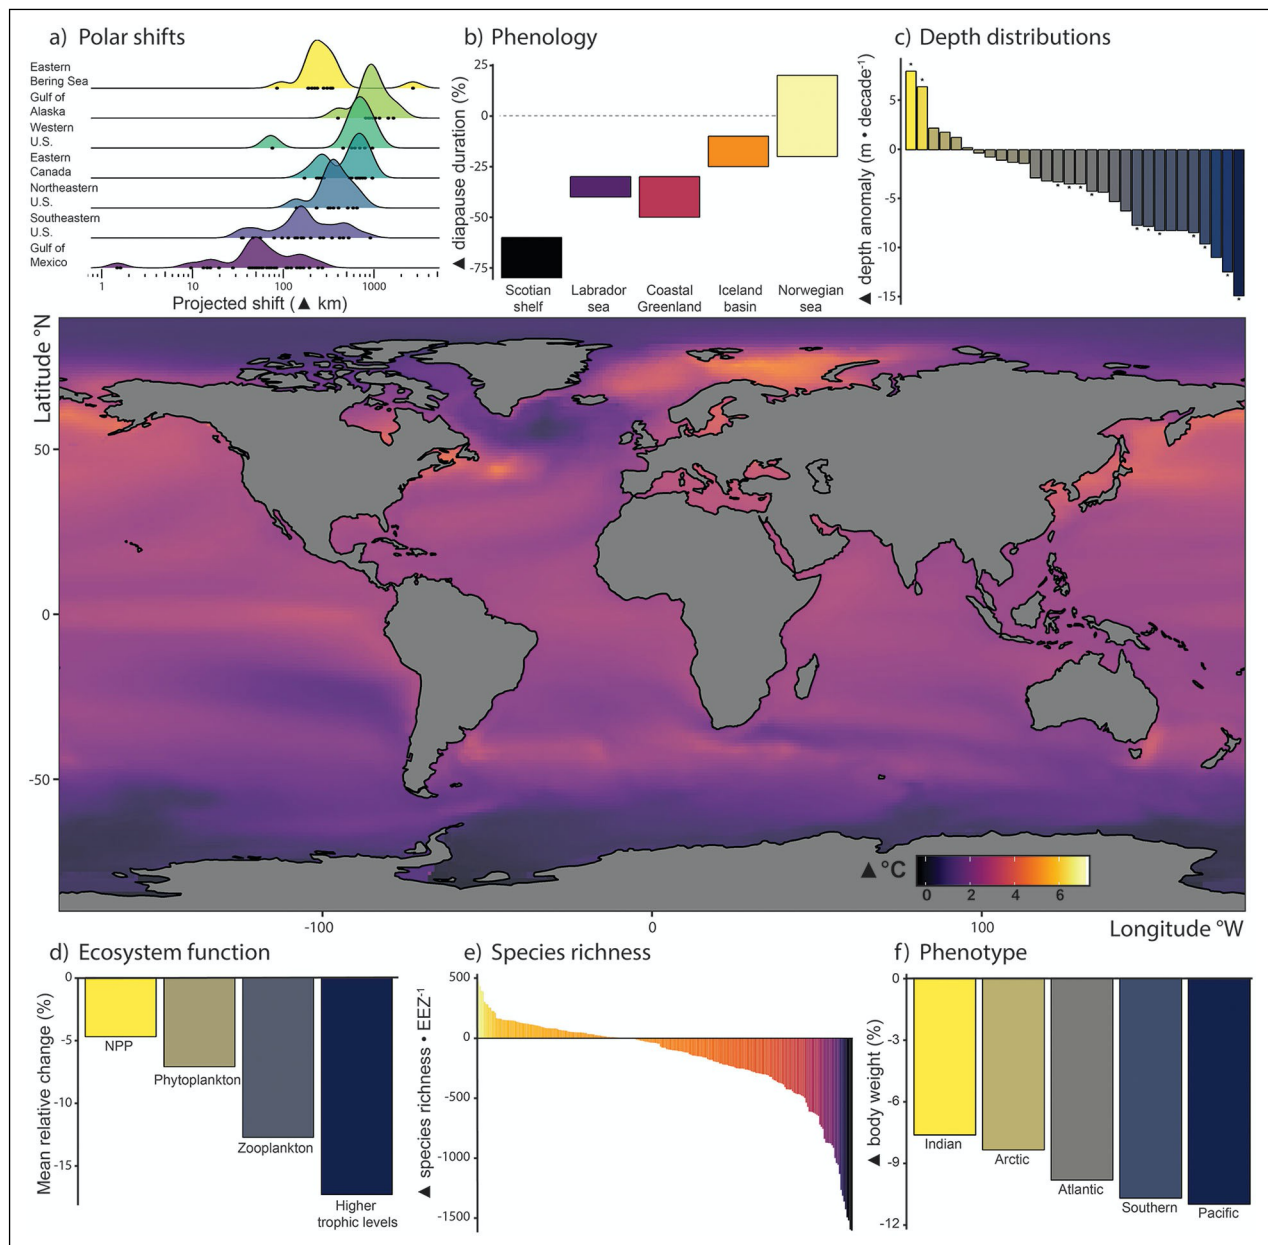 a) Polar shifts
Eastern
Bering Sea
Gulf of
Alaska
Western
U.S.
Eastern
Canada
Northeastern
U.S.
Southeastern
U.S.
Gulf of
Mexico
1 10 100 1000
Projected shift (▲ km)
b) Phenology
▲ diapause duration (%)
25
0
-25
-50
-75
Scotian
shelf
Labrador
sea
Coastal
Greenland
Iceland
basin
Norwegian
sea
c) Depth distributions
▲ depth anomaly (m • decade⁻¹)
5
0
-5
-10
-15
Latitude °N
50
0
-50
▲°C
0 2 4 6
-100 0 100
Longitude °W
d) Ecosystem function
Mean relative change (%)
0
-5
-10
-15
NPP
Phytoplankton
Zooplankton
Higher
trophic levels
e) Species richness
▲ species richness • EEZ⁻¹
500
0
-500
-1000
-1500
f) Phenotype
▲ body weight (%)
0
-3
-6
-9
-12
Indian
Arctic
Atlantic
Southern
Pacific